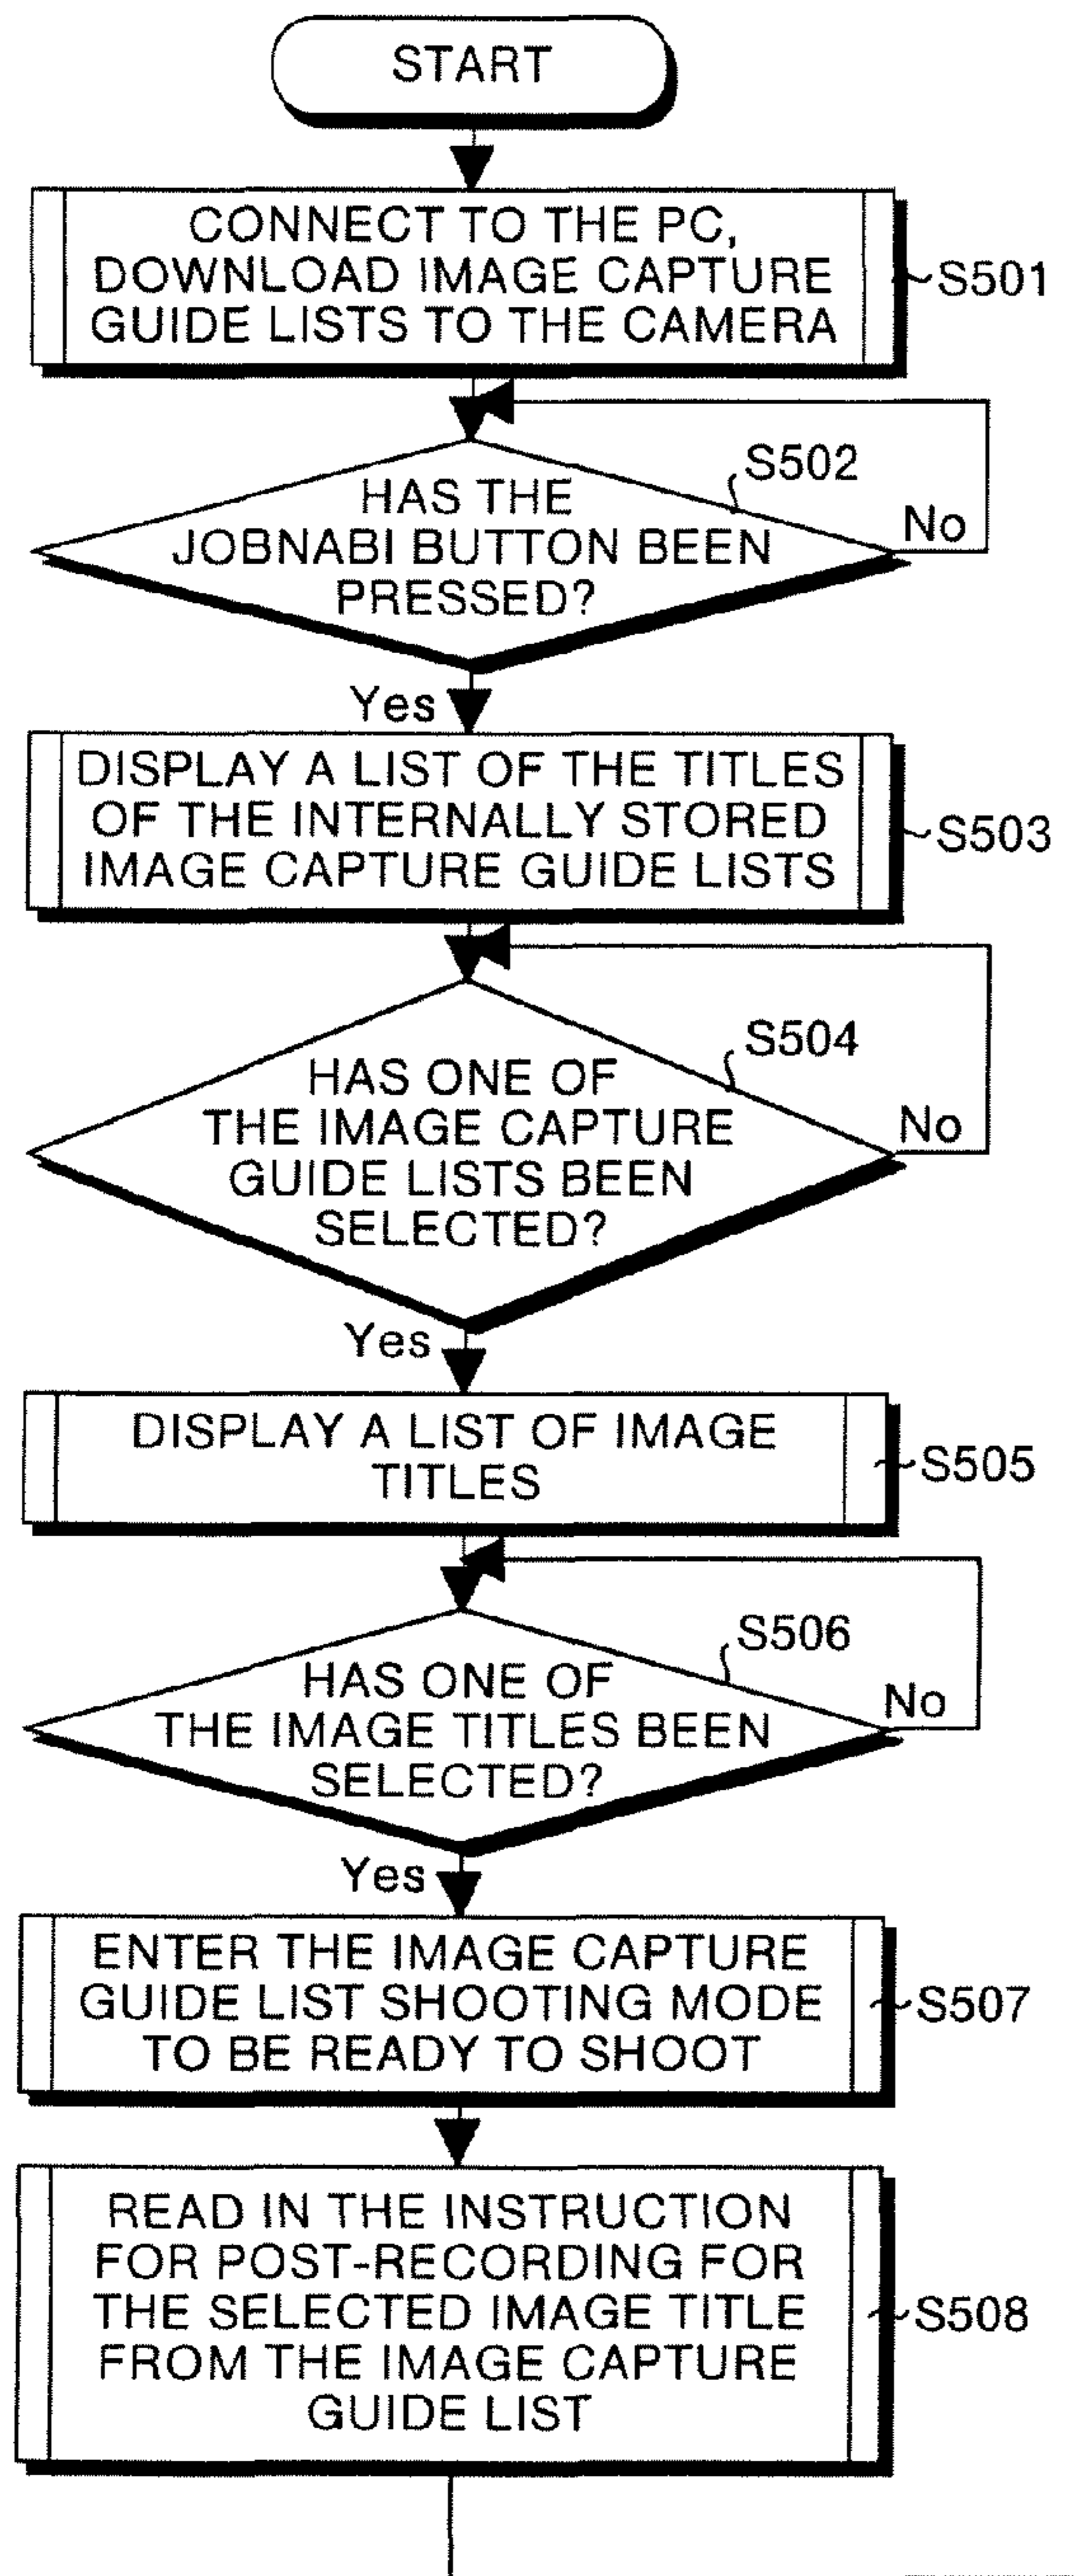 START
CONNECT TO THE PC,
DOWNLOAD IMAGE CAPTURE
GUIDE LISTS TO THE CAMERA
S501
S502
HAS THE
JOBNABI BUTTON BEEN
PRESSED?
No
Yes
DISPLAY A LIST OF THE TITLES
OF THE INTERNALLY STORED
IMAGE CAPTURE GUIDE LISTS
S503
S504
HAS ONE OF
THE IMAGE CAPTURE
GUIDE LISTS BEEN
SELECTED?
No
Yes
DISPLAY A LIST OF IMAGE
TITLES
S505
S506
HAS ONE OF
THE IMAGE TITLES BEEN
SELECTED?
No
Yes
ENTER THE IMAGE CAPTURE
GUIDE LIST SHOOTING MODE
TO BE READY TO SHOOT
S507
READ IN THE INSTRUCTION
FOR POST-RECORDING FOR
THE SELECTED IMAGE TITLE
FROM THE IMAGE CAPTURE
GUIDE LIST
S508